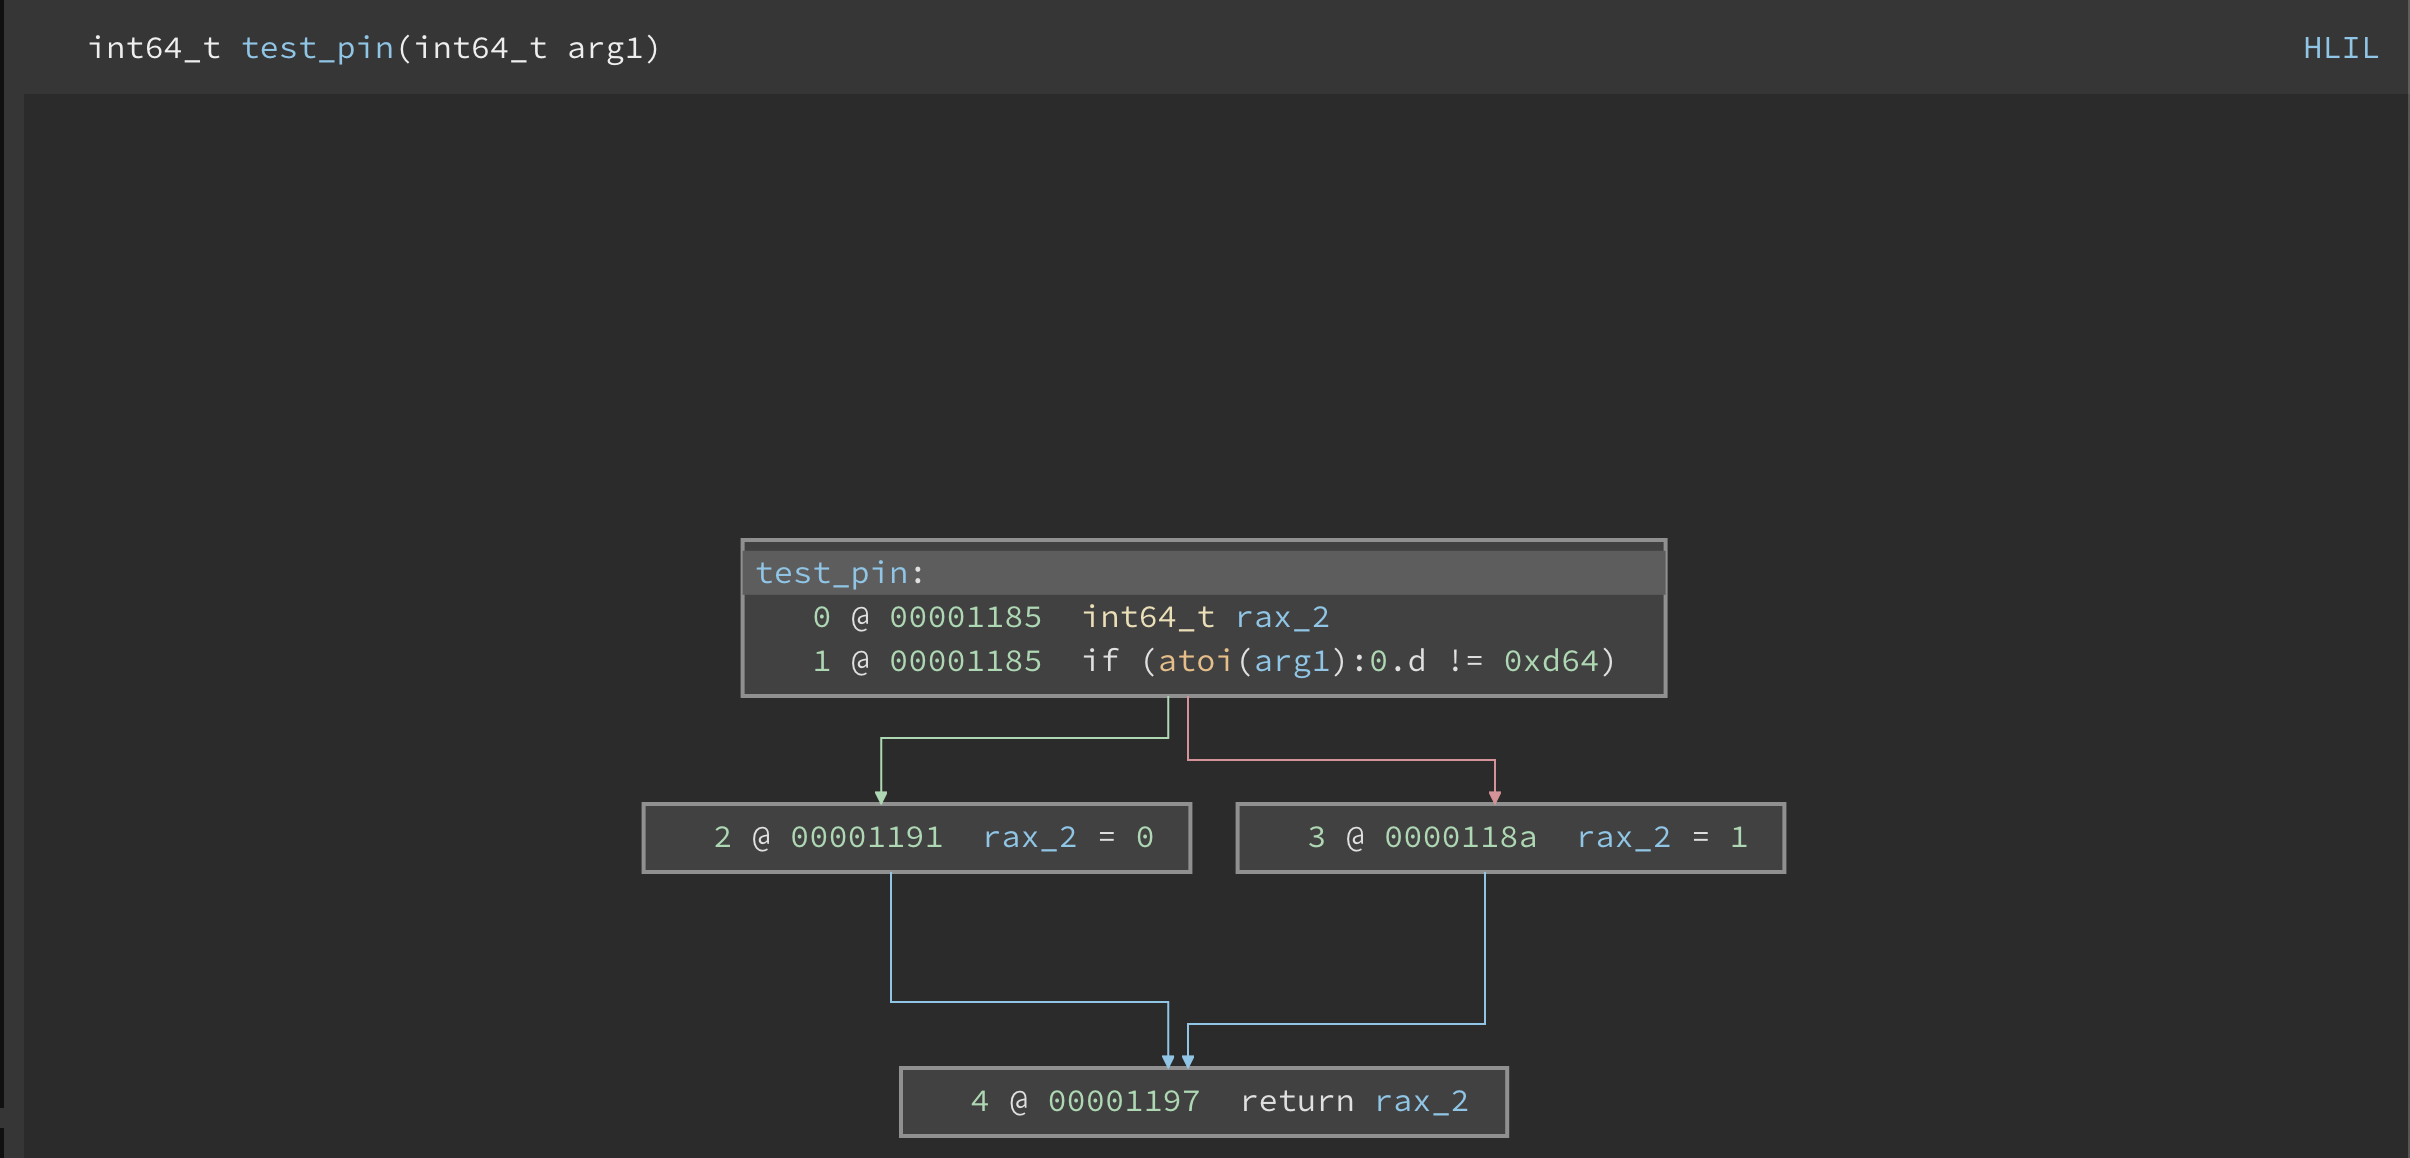 int64_t test_pin(int64_t arg1)
HLIL
test_pin:
0 @ 00001185  int64_t rax_2
1 @ 00001185  if (atoi(arg1):0.d != 0xd64)
2 @ 00001191  rax_2 = 0
3 @ 0000118a  rax_2 = 1
4 @ 00001197  return rax_2